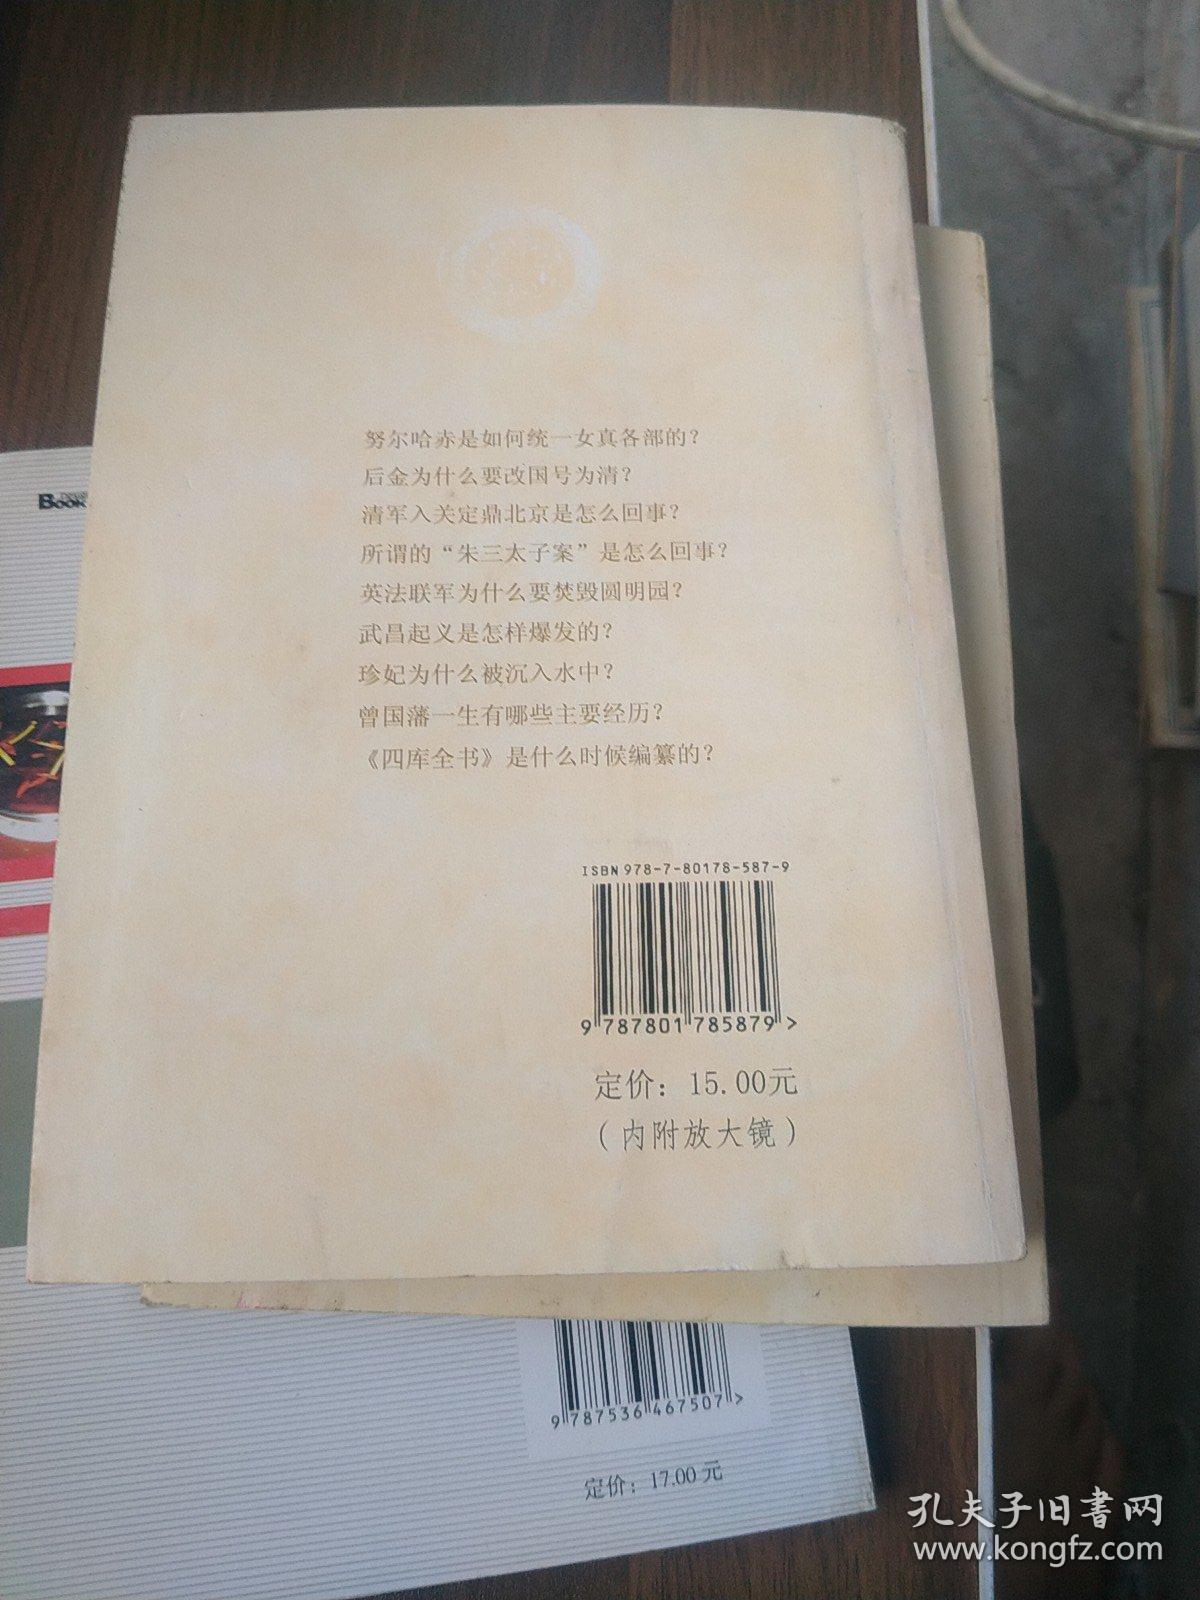 努尔哈赤是如何统一女真各部的？
后金为什么要改国号为清？
清军入关定鼎北京是怎么回事？
所谓的“朱三太子案”是怎么回事？
英法联军为什么要焚毁圆明园？
武昌起义是怎样爆发的？
珍妃为什么被沉入水中？
曾国藩一生有哪些主要经历？
《四库全书》是什么时候编纂的？
ISBN 978-7-80178-587-9
9 787801 785879 >
定价：15.00元
（内附放大镜）
BOOK
9 787536 467507 >
定价：17.00 元
孔夫子旧書网
www.kongfz.com